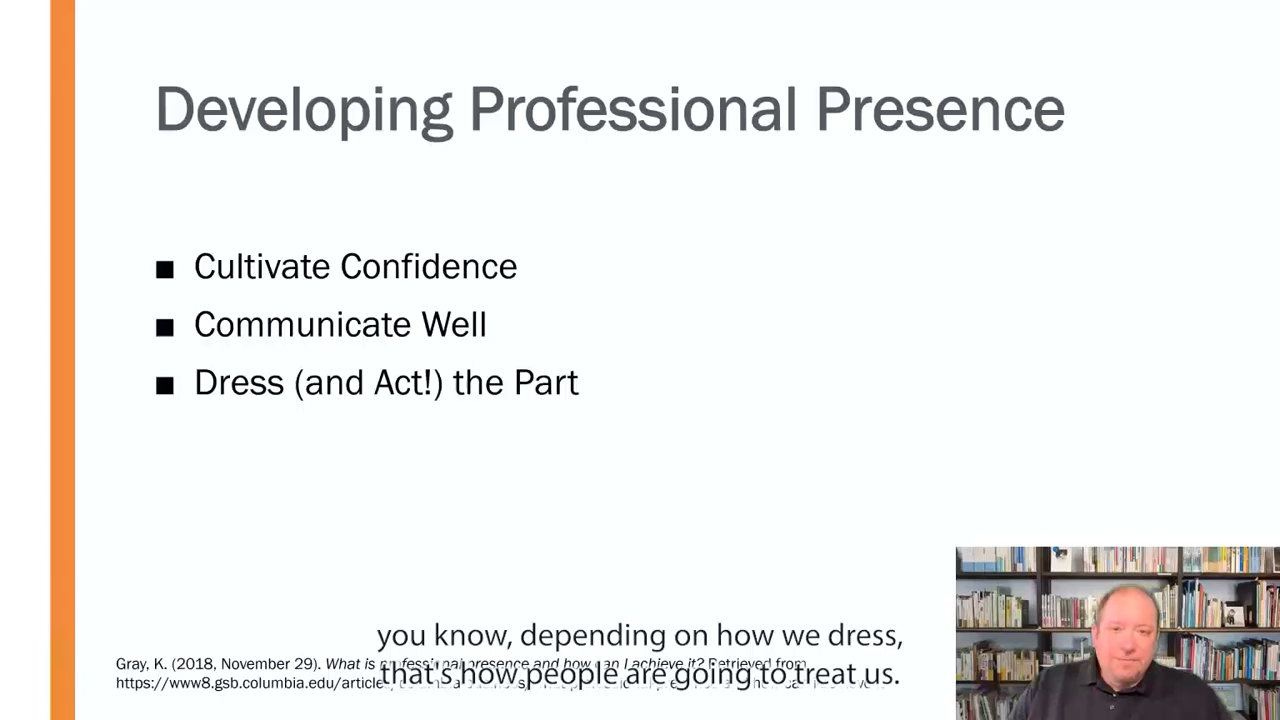 Developing Professional Presence
■ Cultivate Confidence
■ Communicate Well
■ Dress (and Act!) the Part
you know, depending on how we dress,
Gray, K. (2018, November 29). What is professional presence and how can I achieve it? Retrieved from
that's how people are going to treat us.
https://www8.gsb.columbia.edu/article